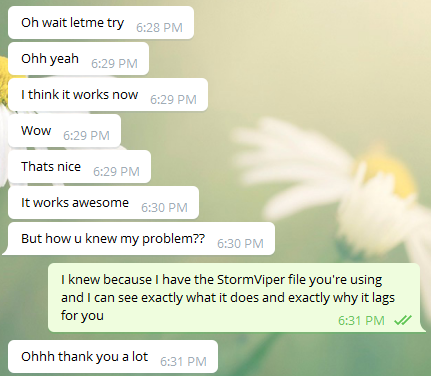 Oh wait letme try 6:28 PM
Ohh yeah 6:29 PM
I think it works now 6:29 PM
Wow 6:29 PM
Thats nice 6:29 PM
It works awesome 6:30 PM
But how u knew my problem?? 6:30 PM
I knew because I have the StormViper file you're using
and I can see exactly what it does and exactly why it lags
for you
6:31 PM
Ohhh thank you a lot 6:31 PM